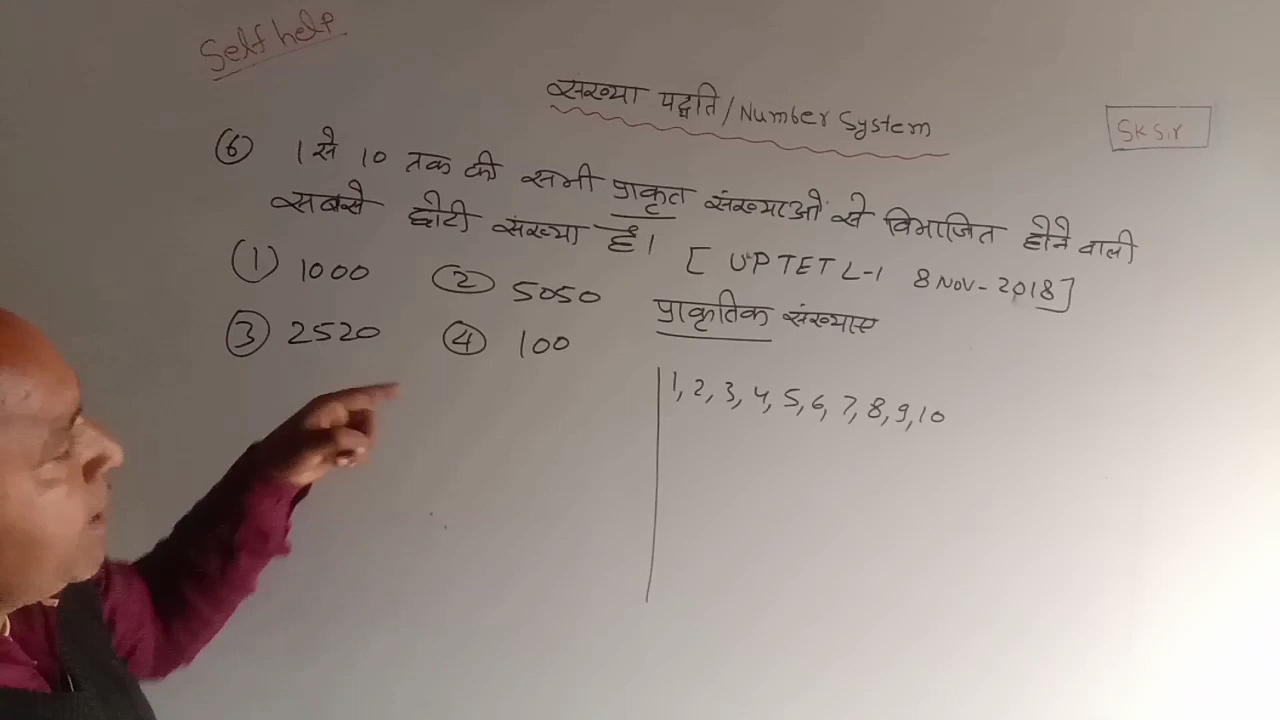 Self help
संख्या पद्धति / Number System
SK Sir
⑥ 1 से 10 तक की सभी प्राकृत संख्याओं से विभाजित होने वाली
सबसे छोटी संख्या है। [UPTET L-1 8 Nov-2018]
① 1000 ② 5050
③ 2520 ④ 100
प्राकृतिक संख्याए
1, 2, 3, 4, 5, 6, 7, 8, 9, 10